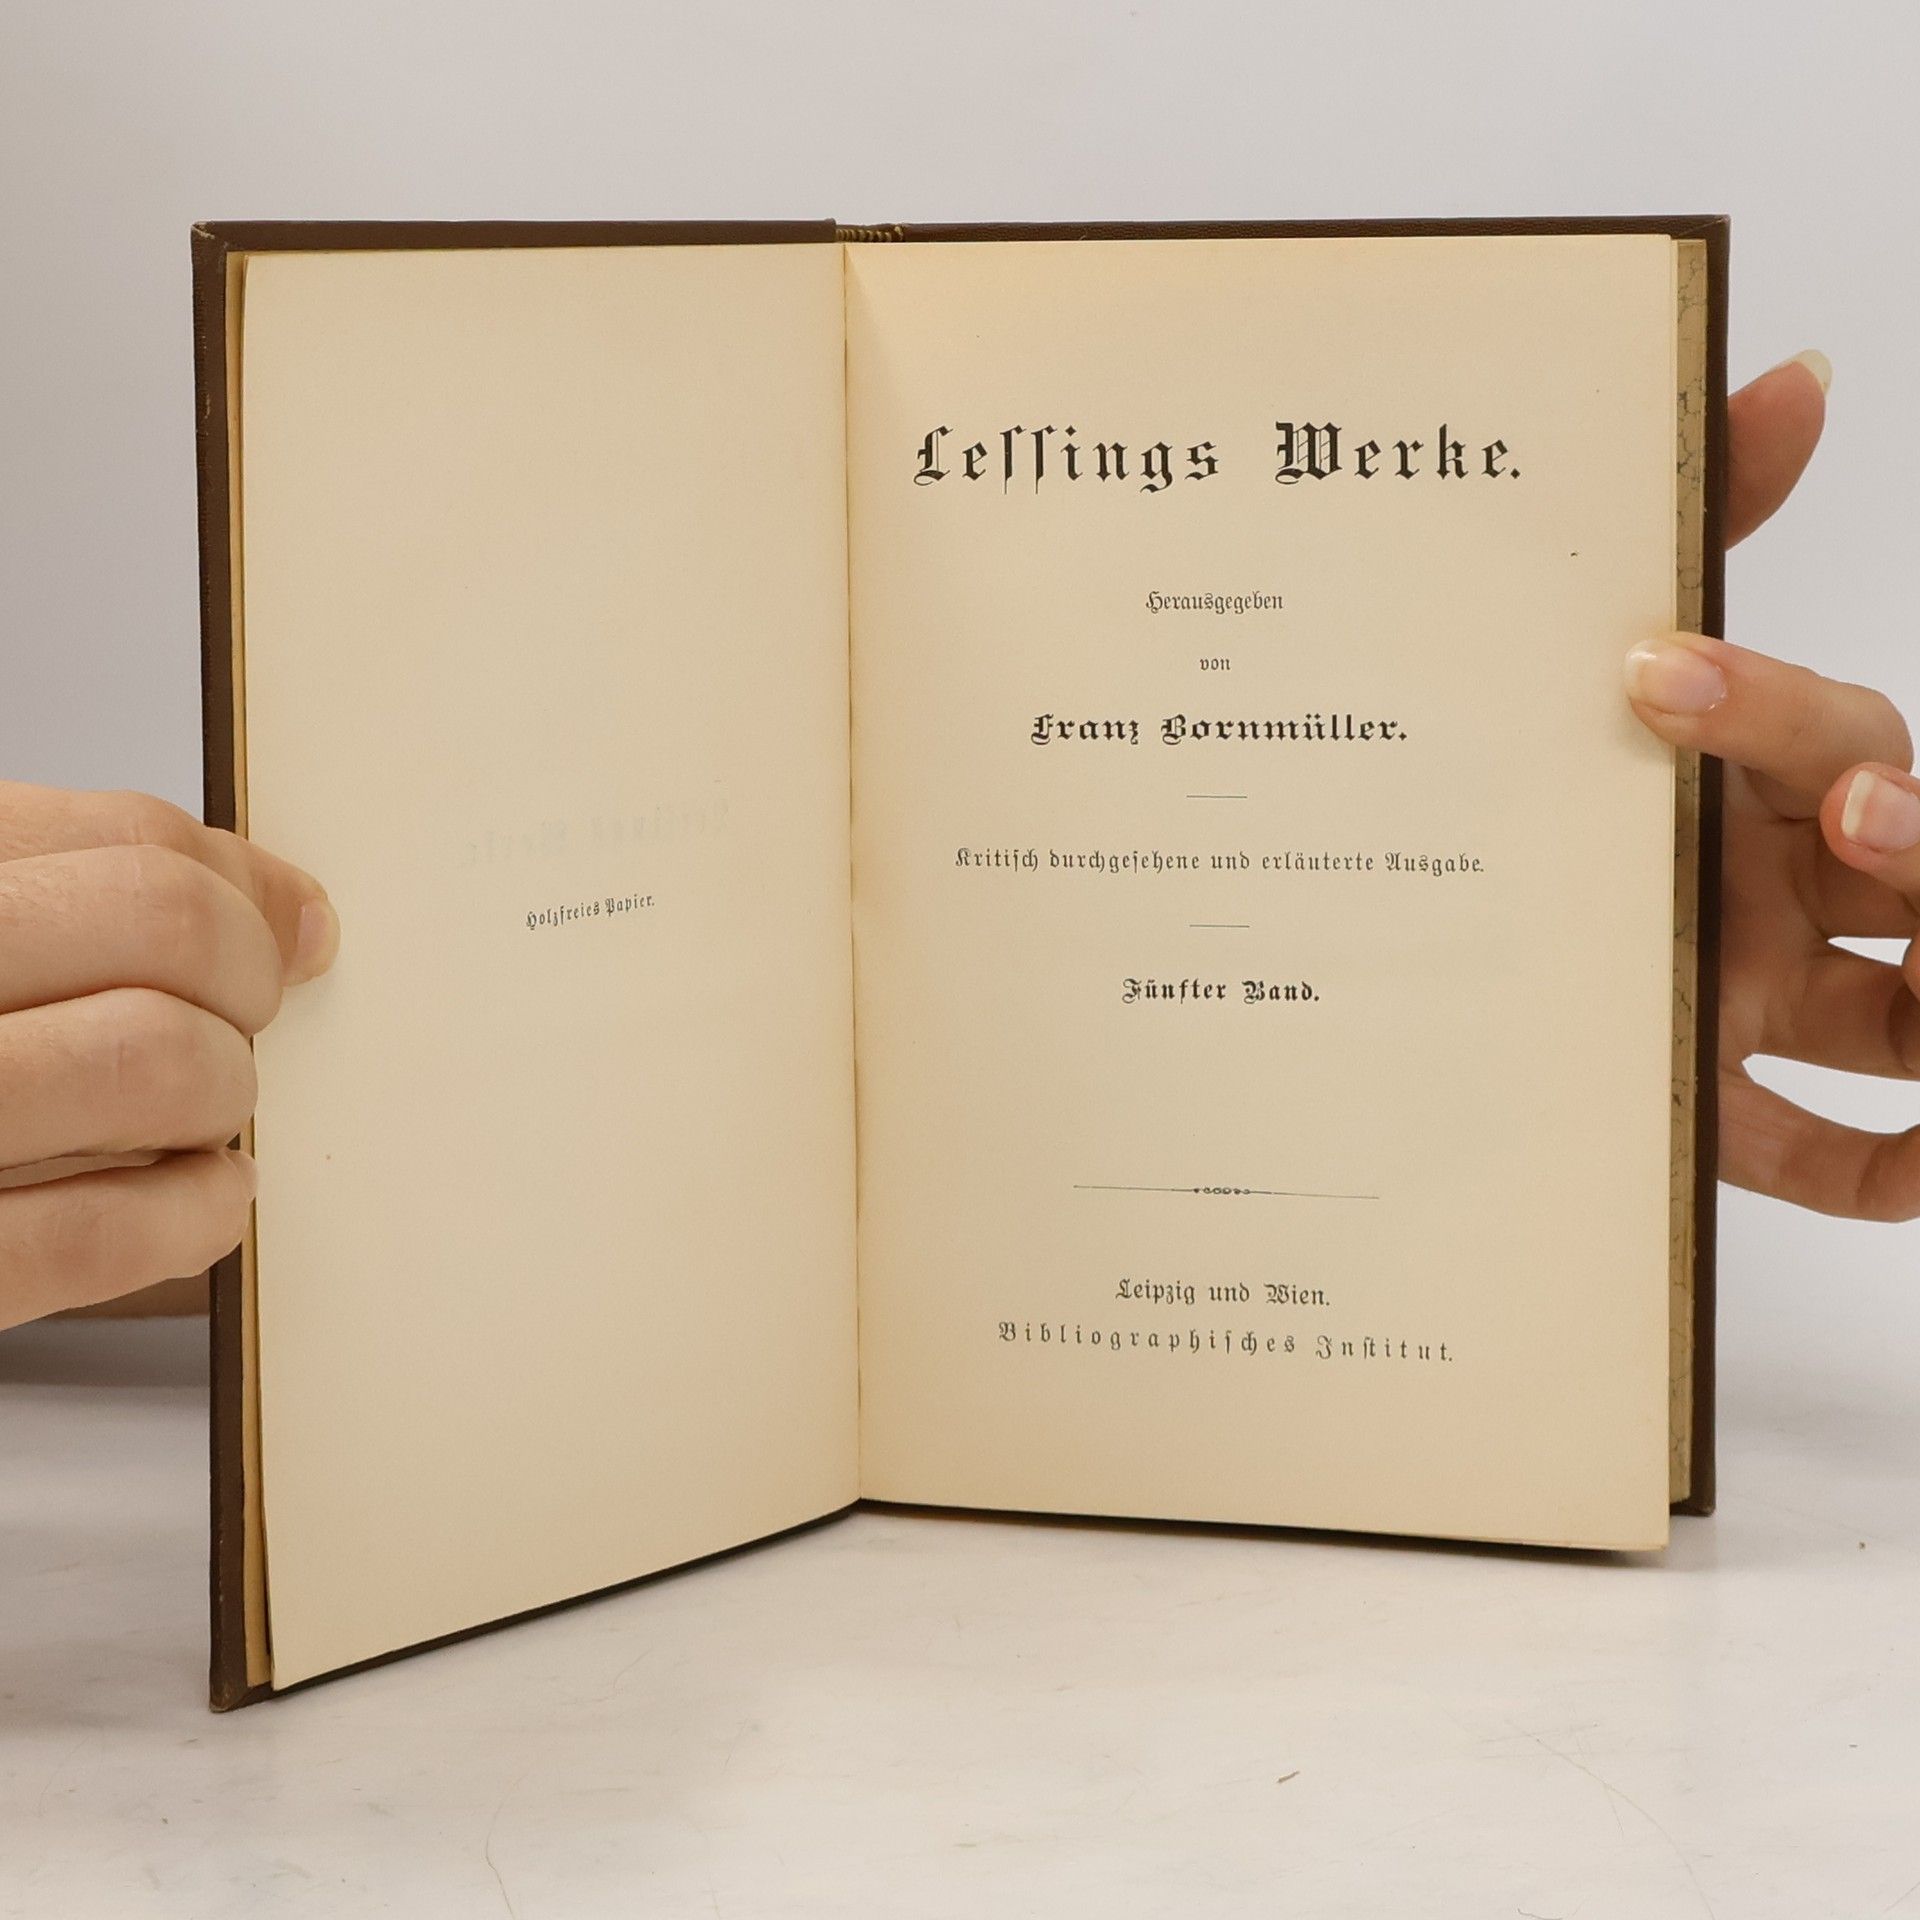 Holzfreies Papier.
Leſſings Werke.
Herausgegeben
von
Franz Bornmüller.
Kritiſch durchgeſehene und erläuterte Ausgabe.
Fünfter Band.
Leipzig und Wien.
Bibliographiſches Inſtitut.